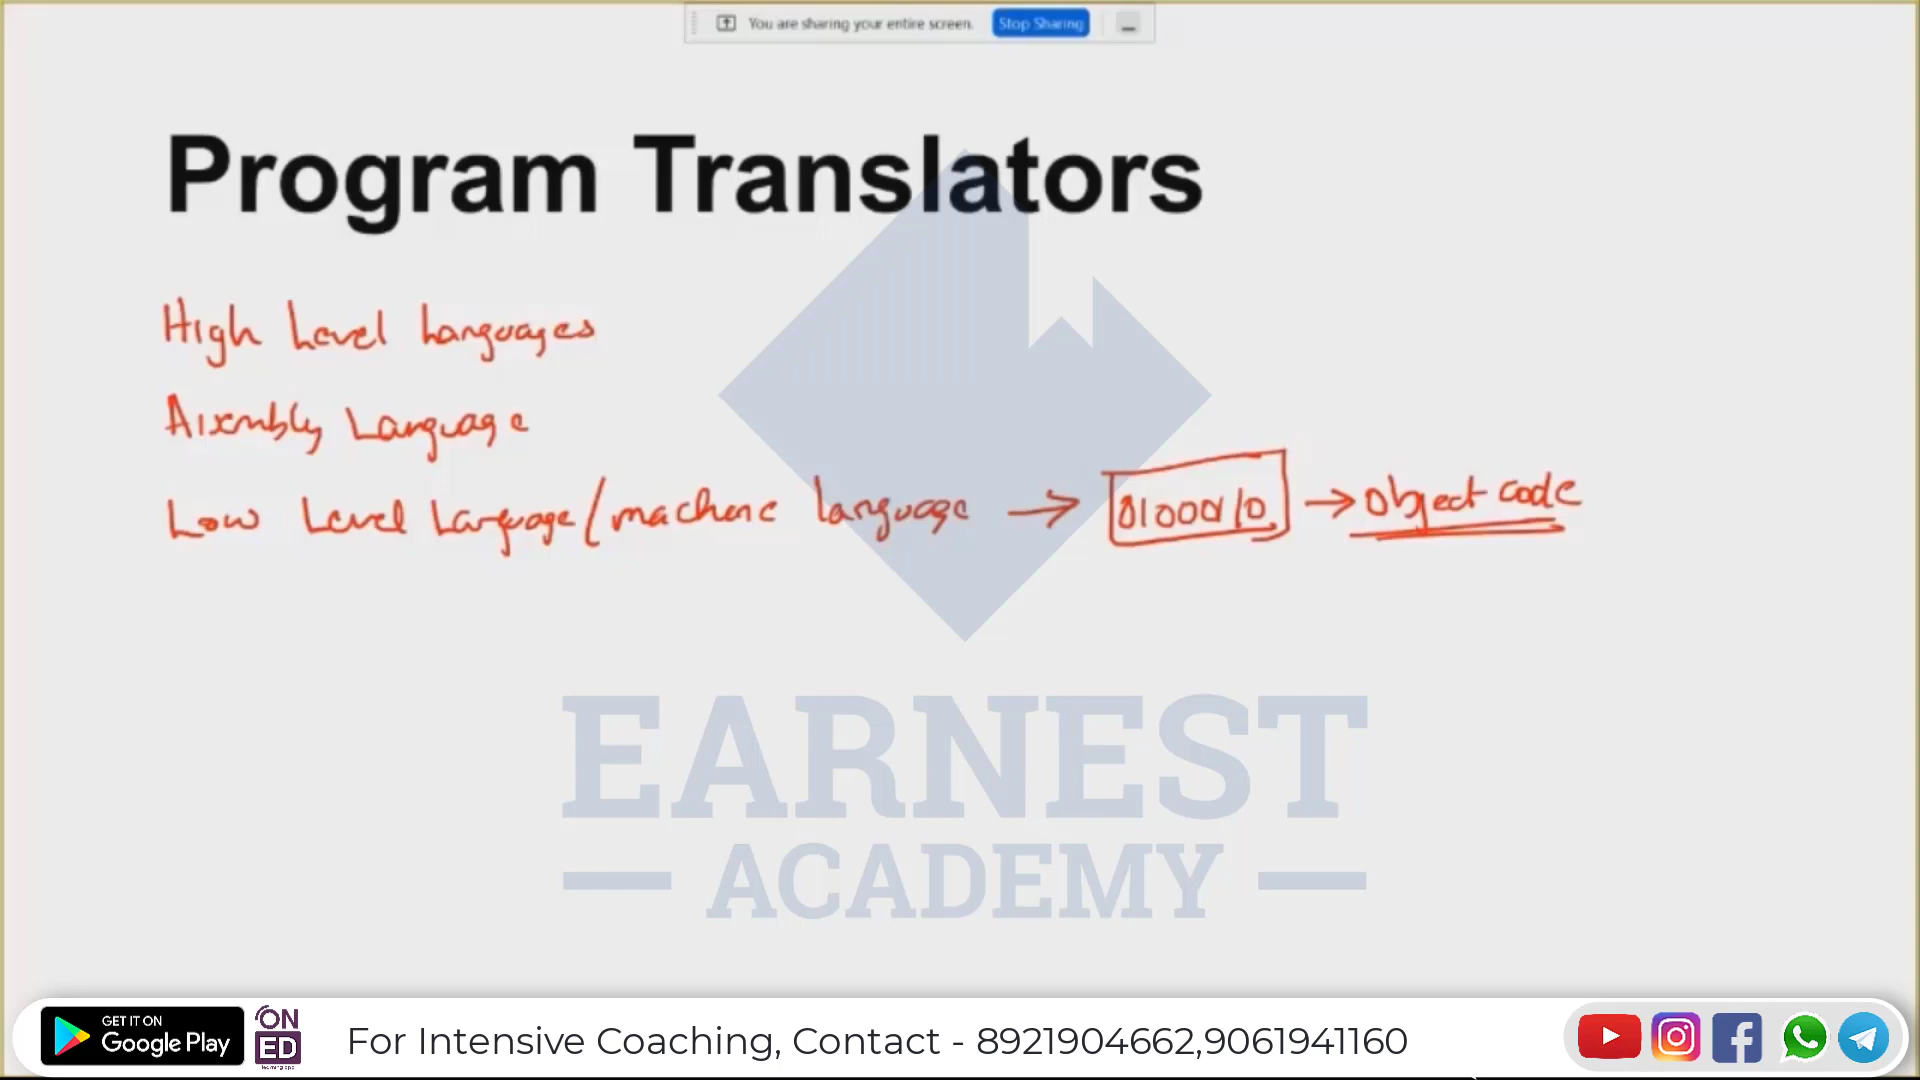 You are sharing your entire screen. Stop Sharing
Program Translators
High Level Languages
Assembly Language
Low Level Language/machine language → → Object code
EARNEST
ACADEMY
GET IT ON
Google Play
ON
ED
For Intensive Coaching, Contact - 8921904662,9061941160